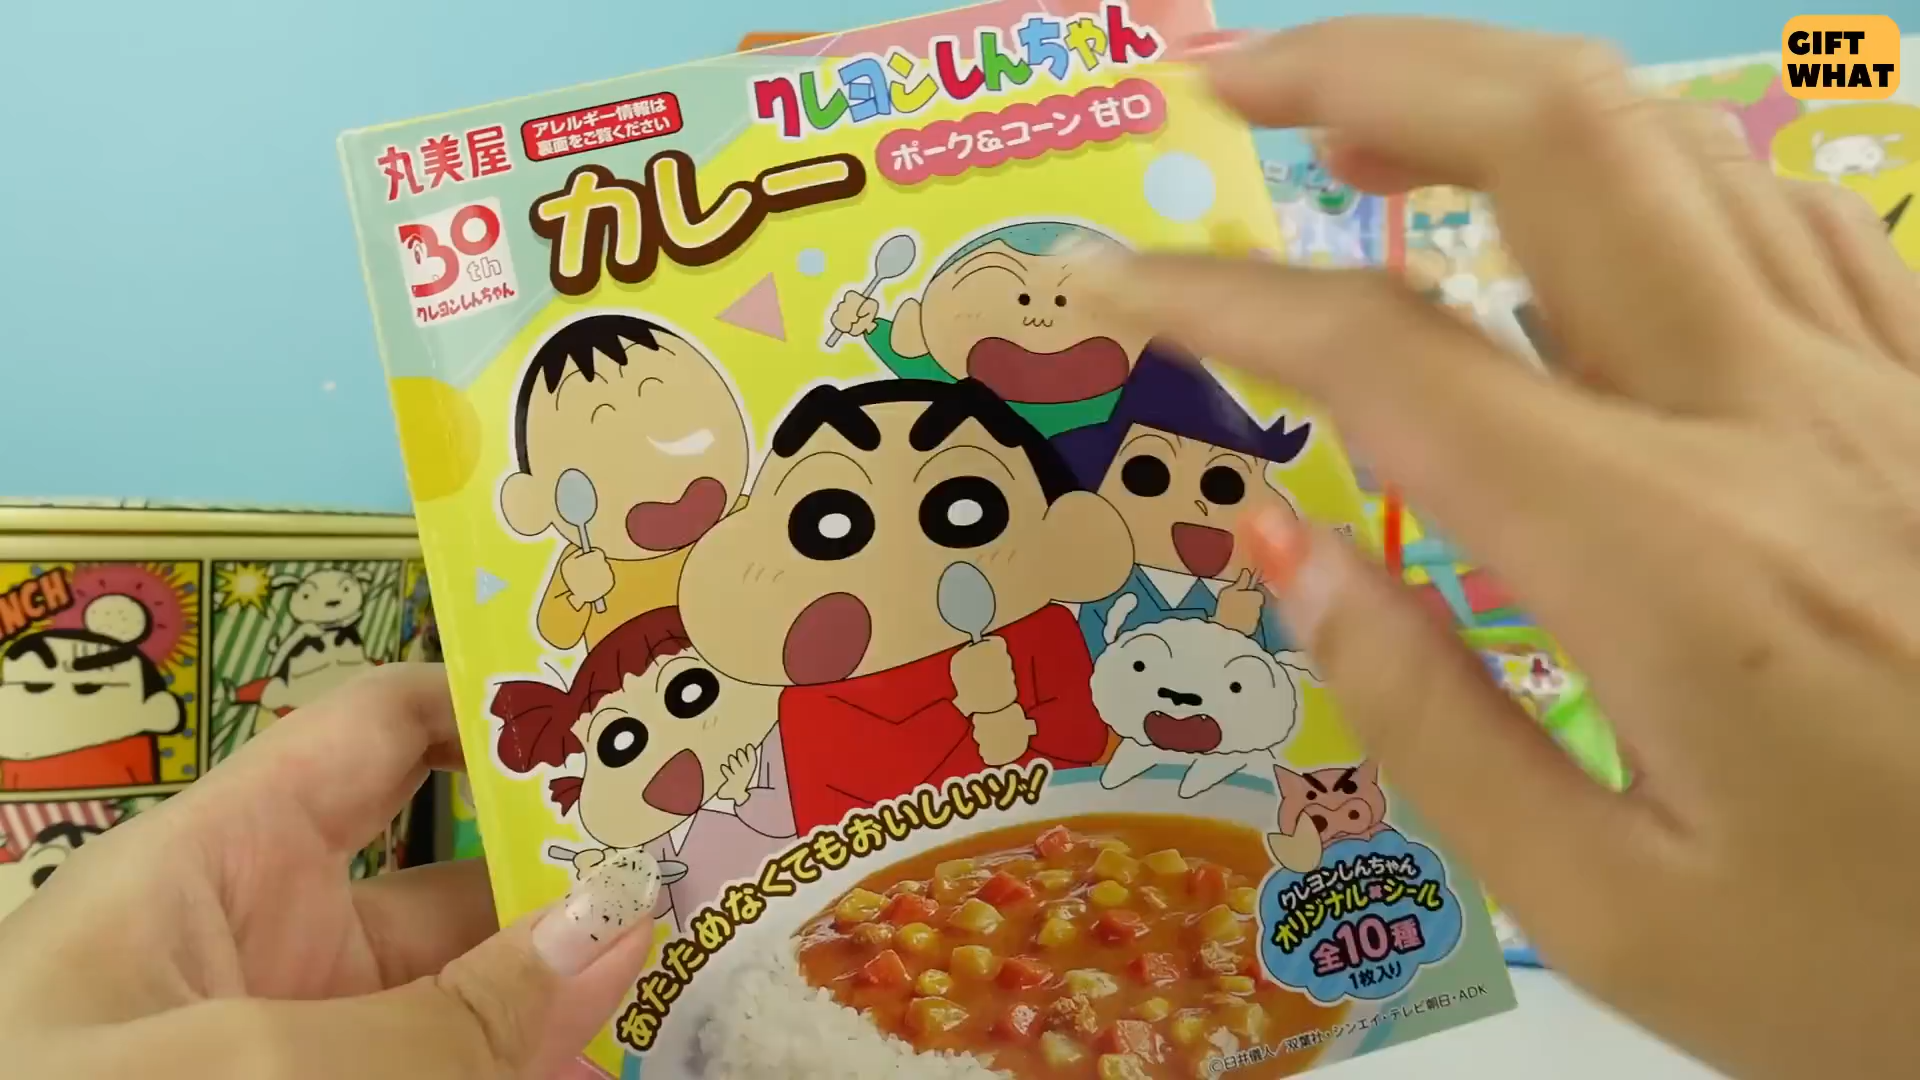 GIFT
WHAT
クレヨンしんちゃん
アレルギー情報は
裏面をご覧ください
丸美屋
ポーク&コーン 甘口
カレー
30th
クレヨンしんちゃん
あたためなくてもおいしいゾッ!
クレヨンしんちゃん
オリジナルシール
全10種
1枚入り
©臼井儀人/双葉社・シンエイ・テレビ朝日・ADK